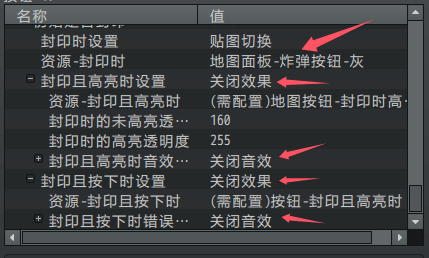 名称 值
封印时设置 贴图切换
资源-封印时 地图面板-炸弹按钮-灰
封印且高亮时设置 关闭效果
资源-封印且高亮时 (需配置)地图按钮-封印时高…
封印时的未高亮透… 160
封印时的高亮透明度 255
封印且高亮时音效… 关闭音效
封印且按下时设置 关闭效果
资源-封印且按下时 (需配置)按钮-封印且高亮时
封印且按下时错误… 关闭音效